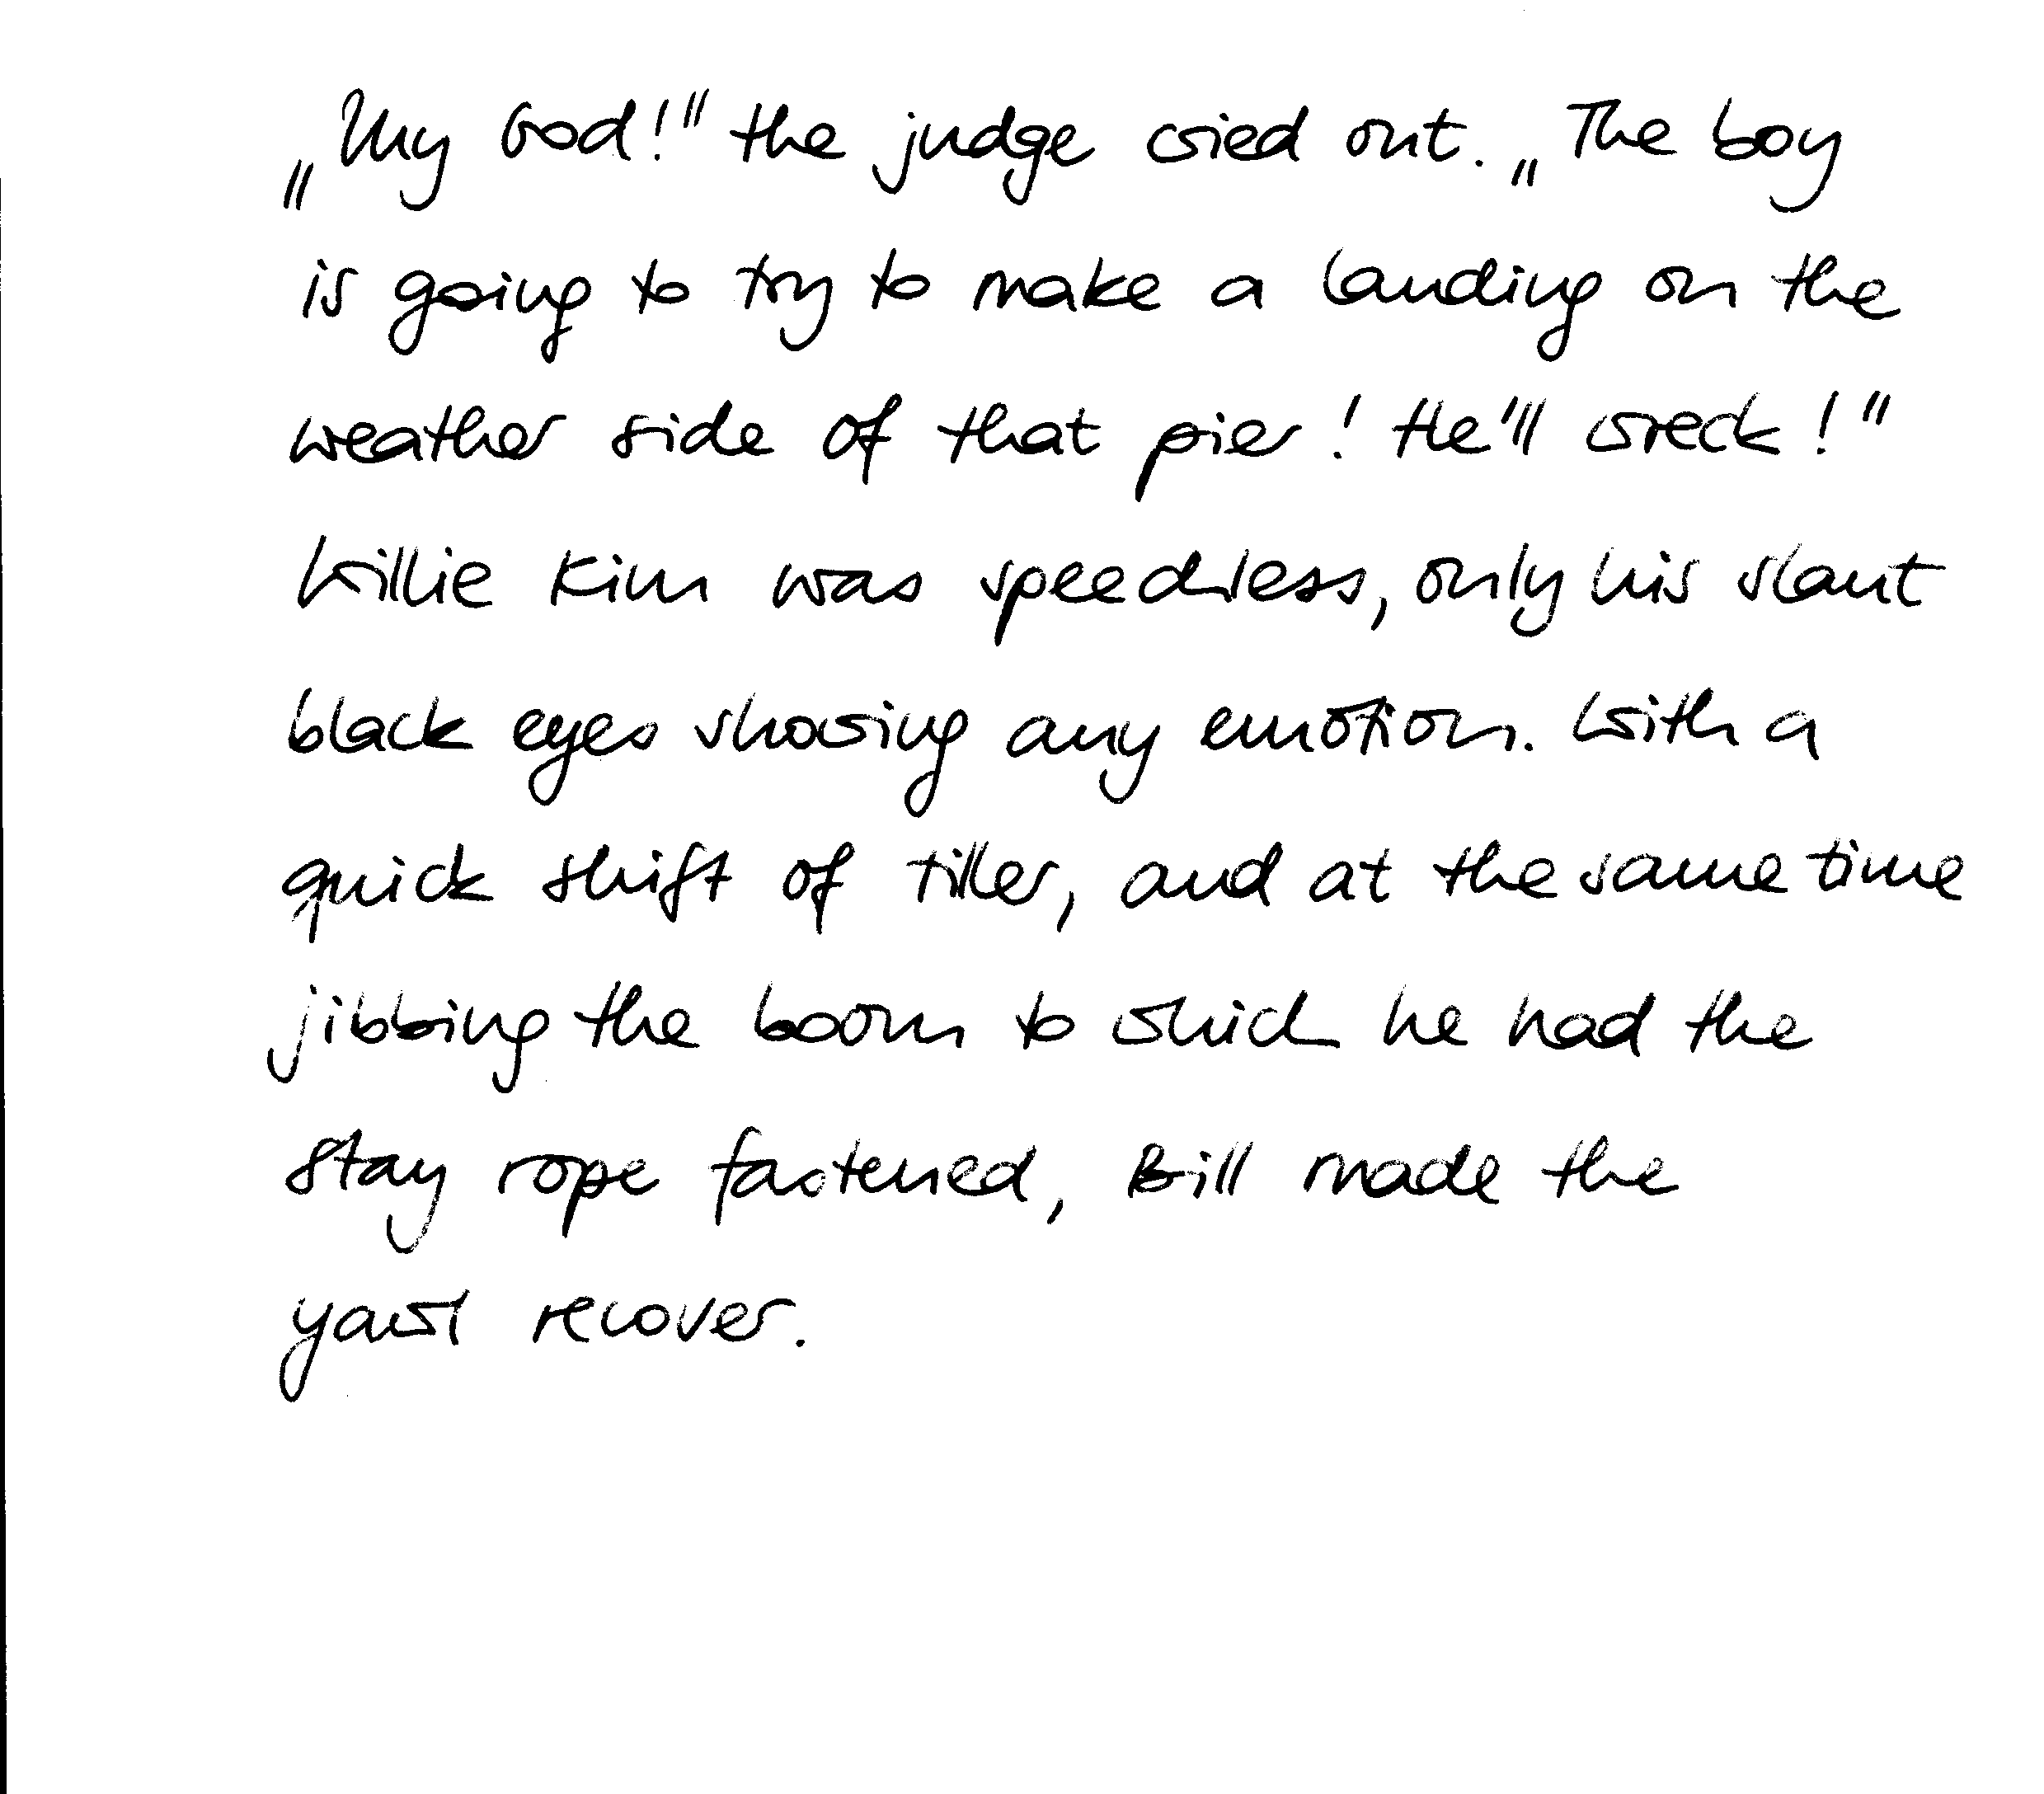 „My God!" the judge cried out. „The boy
is going to try to make a landing on the
weather side of that pier! He'll wreck!"
Willie Kim was speechless, only his slant
black eyes showing any emotion. With a
quick shift of tiller, and at the same time
jibbing the boom to which he had the
stay rope fastened, Bill made the
yawl recover.